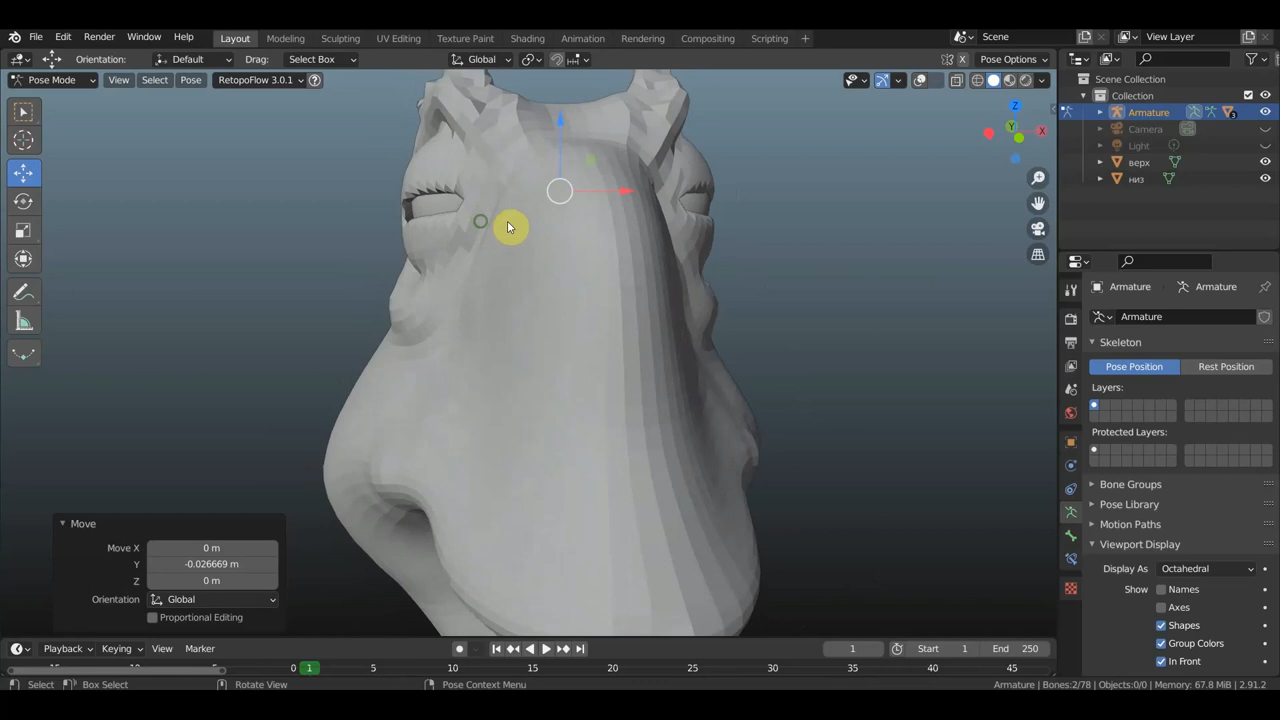 File Edit Render Window Help Layout Modeling Sculpting UV Editing Texture Paint Shading Animation Rendering Compositing Scripting + Scene View Layer
Orientation: Default Drag: Select Box Global Pose Options
Pose Mode View Select Pose RetopoFlow 3.0.1
Scene Collection
Collection
Armature
3
Camera
Light
верх
низ
Z
Y
X
Armature Armature
Armature
Skeleton
Pose Position Rest Position
Layers:
Protected Layers:
Bone Groups
Pose Library
Motion Paths
Viewport Display
Display As Octahedral
Show Names
Axes
Shapes
Group Colors
In Front
Move
Move X 0 m
Y -0.026669 m
Z 0 m
Orientation Global
Proportional Editing
Playback Keying View Marker 1 Start 1 End 250
0 1 5 10 15 20 25 30 35 40 45
Select Box Select Rotate View Pose Context Menu Armature | Bones:2/78 | Objects:0/0 | Memory: 67.8 MiB | 2.91.2